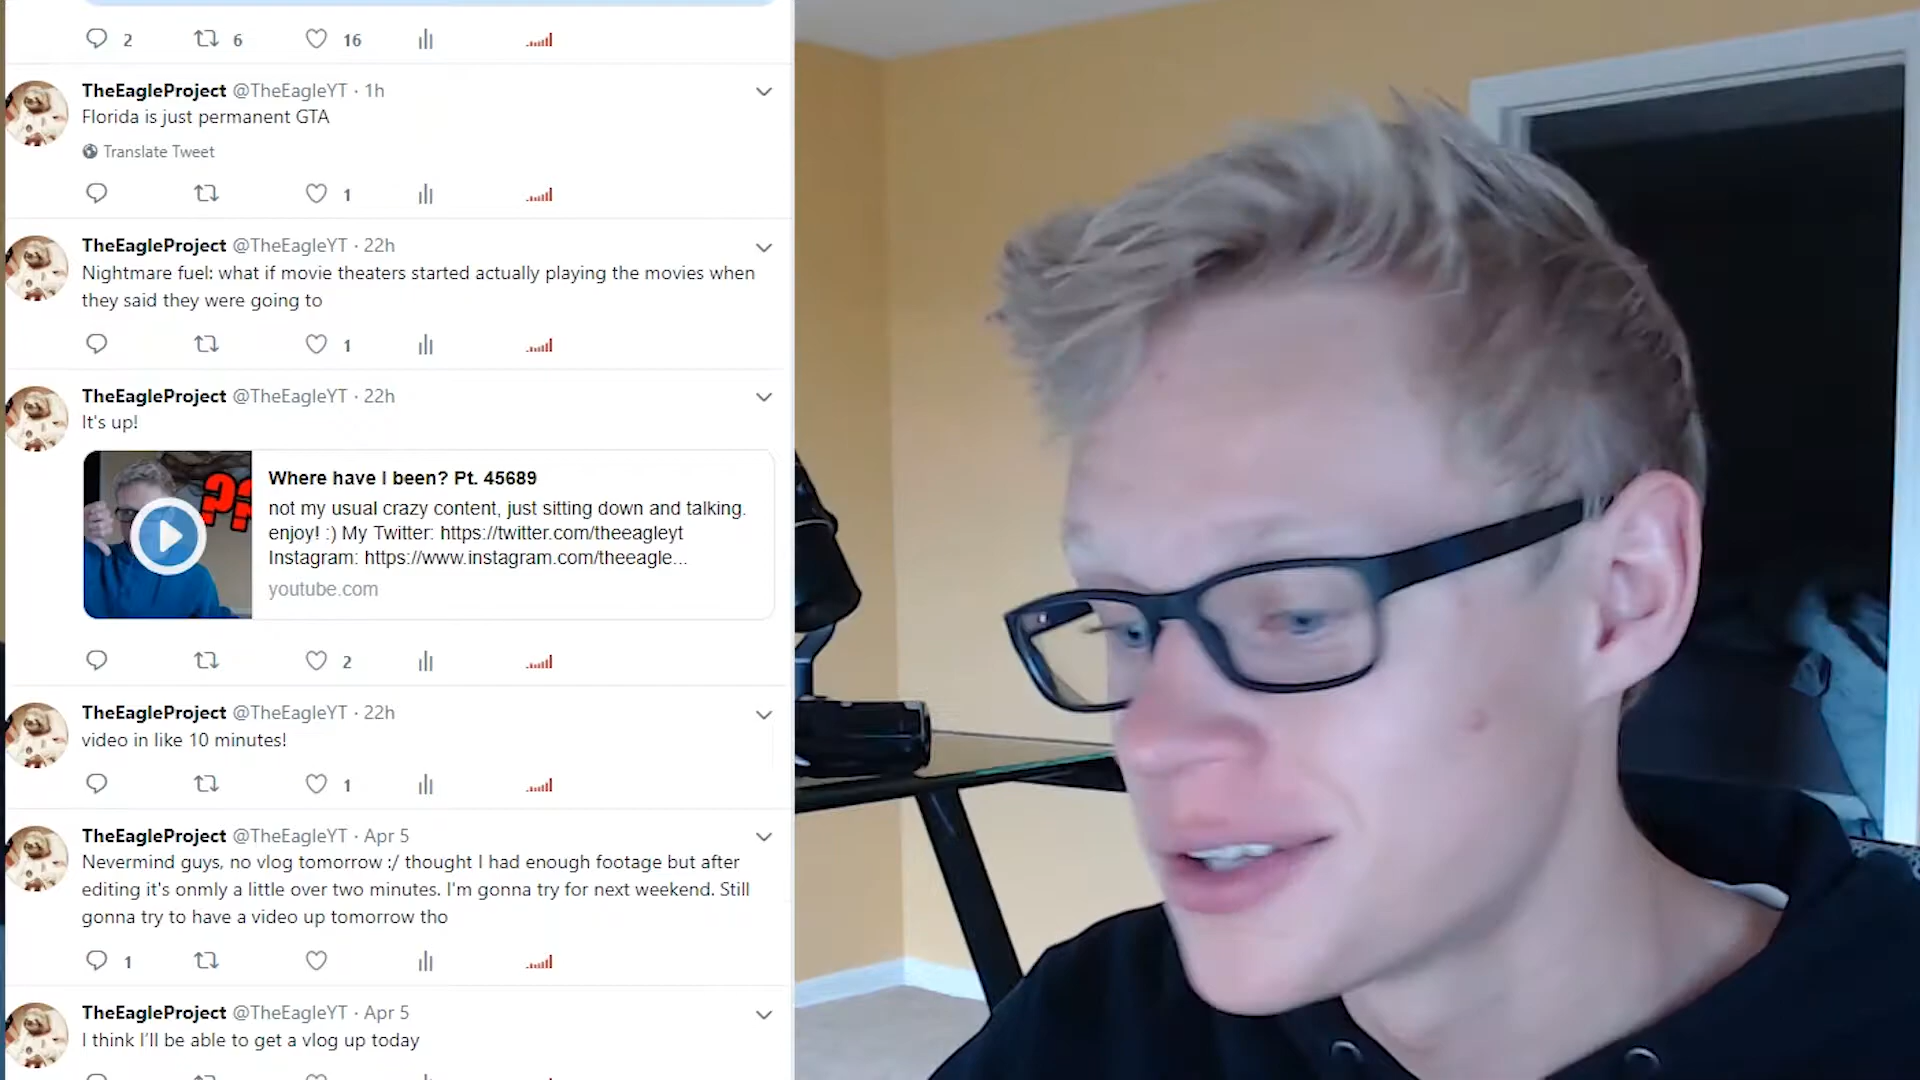 2 6 16
TheEagleProject @TheEagleYT · 1h
Florida is just permanent GTA
Translate Tweet
1
TheEagleProject @TheEagleYT · 22h
Nightmare fuel: what if movie theaters started actually playing the movies when
they said they were going to
1
TheEagleProject @TheEagleYT · 22h
It's up!
??
Where have I been? Pt. 45689
not my usual crazy content, just sitting down and talking.
enjoy! :) My Twitter: https://twitter.com/theeagleyt
Instagram: https://www.instagram.com/theeagle...
youtube.com
2
TheEagleProject @TheEagleYT · 22h
video in like 10 minutes!
1
TheEagleProject @TheEagleYT · Apr 5
Nevermind guys, no vlog tomorrow :/ thought I had enough footage but after
editing it's onmly a little over two minutes. I'm gonna try for next weekend. Still
gonna try to have a video up tomorrow tho
1
TheEagleProject @TheEagleYT · Apr 5
I think I'll be able to get a vlog up today